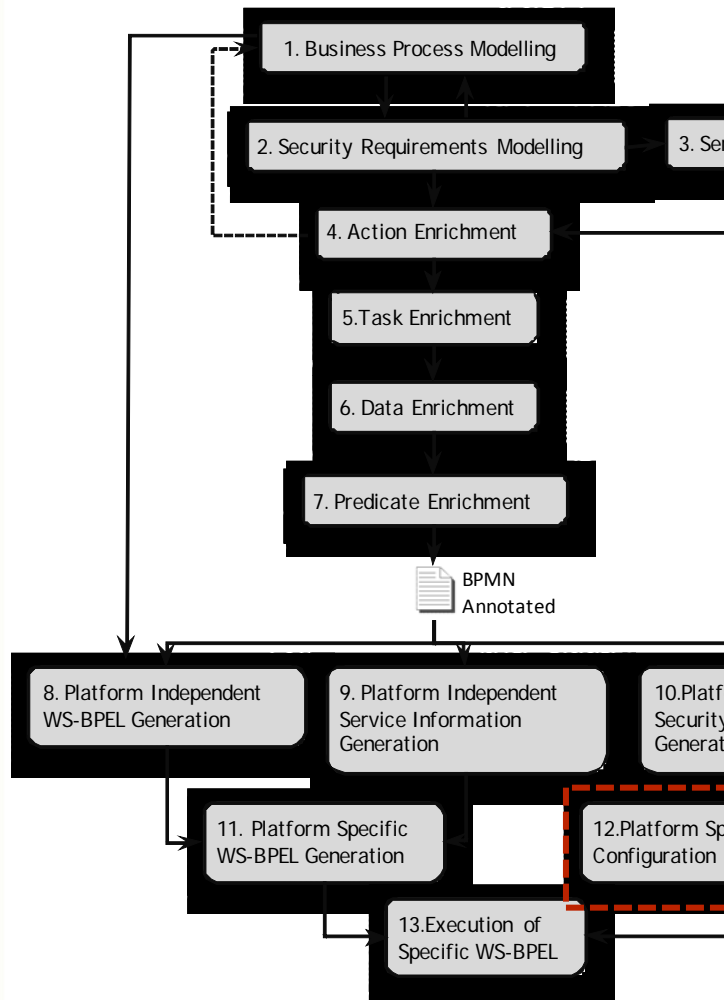 1. Business Process Modelling
2. Security Requirements Modelling
3. Ser
4. Action Enrichment
5.Task Enrichment
6. Data Enrichment
7. Predicate Enrichment
BPMN
Annotated
8. Platform Independent
WS-BPEL Generation
9. Platform Independent
Service Information
Generation
10.Platf
Security
Generat
11. Platform Specific
WS-BPEL Generation
12.Platform Sp
Configuration
13.Execution of
Specific WS-BPEL